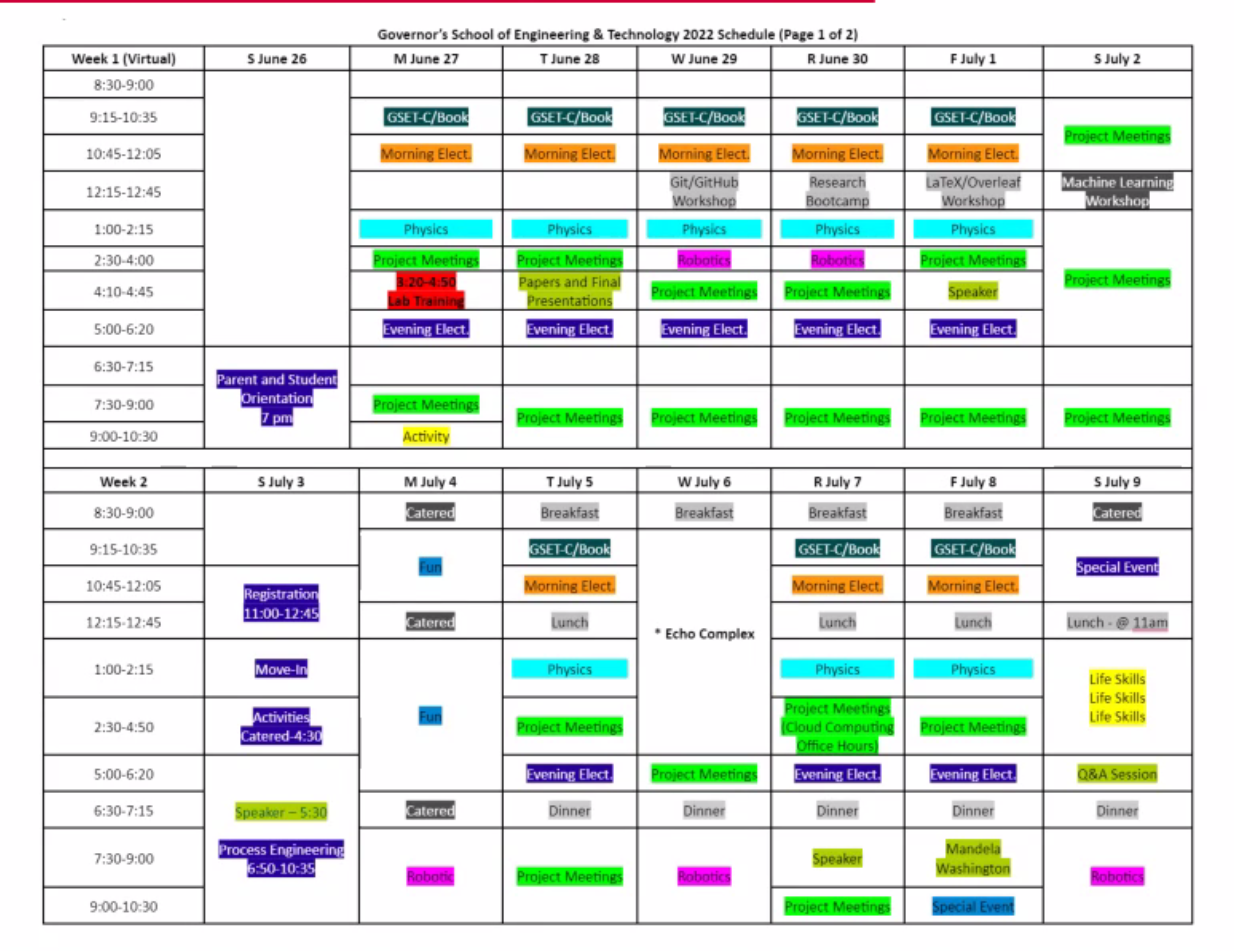 Governor's School of Engineering & Technology 2022 Schedule (Page 1 of 2)
Week 1 (Virtual) S June 26 M June 27 T June 28 W June 29 R June 30 F July 1 S July 2
8:30-9:00
9:15-10:35 GSET-C/Book GSET-C/Book GSET-C/Book GSET-C/Book GSET-C/Book
Project Meetings
10:45-12:05 Morning Elect. Morning Elect. Morning Elect. Morning Elect. Morning Elect.
Git/GitHub Research LaTeX/Overleaf Machine Learning
12:15-12:45
Workshop Bootcamp Workshop Workshop
1:00-2:15 Physics Physics Physics Physics Physics
2:30-4:00 Project Meetings Project Meetings Robotics Robotics Project Meetings
Project Meetings
3:20-4:50 Papers and Final
4:10-4:45 Project Meetings Project Meetings Speaker
Lab Training Presentations
5:00-6:20 Evening Elect. Evening Elect. Evening Elect. Evening Elect. Evening Elect.
6:30-7:15
Parent and Student
Orientation
7 pm
7:30-9:00 Project Meetings
Project Meetings Project Meetings Project Meetings Project Meetings Project Meetings
9:00-10:30 Activity
Week 2 S July 3 M July 4 T July 5 W July 6 R July 7 F July 8 S July 9
8:30-9:00 Catered Breakfast Breakfast Breakfast Breakfast Catered
9:15-10:35 GSET-C/Book GSET-C/Book GSET-C/Book
Fun Special Event
10:45-12:05 Morning Elect. Morning Elect. Morning Elect.
Registration
11:00-12:45
12:15-12:45 Catered Lunch Lunch Lunch Lunch - @ 11am
* Echo Complex
1:00-2:15 Move-In Physics Physics Physics
Life Skills
Life Skills
Life Skills
Activities
Catered-4:30
2:30-4:50 Fun Project Meetings Project Meetings
Project Meetings
(Cloud Computing
Office Hours)
5:00-6:20 Evening Elect. Project Meetings Evening Elect. Evening Elect. Q&A Session
6:30-7:15 Speaker – 5:30 Catered Dinner Dinner Dinner Dinner Dinner
Process Engineering
6:50-10:35
7:30-9:00 Speaker
Mandela
Washington
Robotic Project Meetings Robotics Robotics
9:00-10:30 Project Meetings Special Event